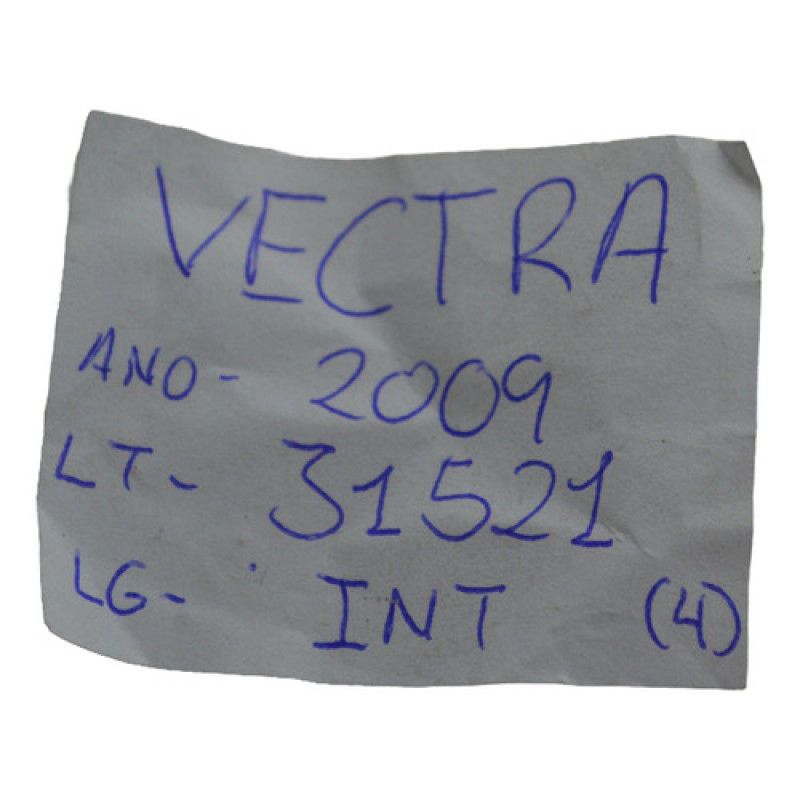 VECTRA
ANO- 2009
LT- 31521
LG- INT (4)